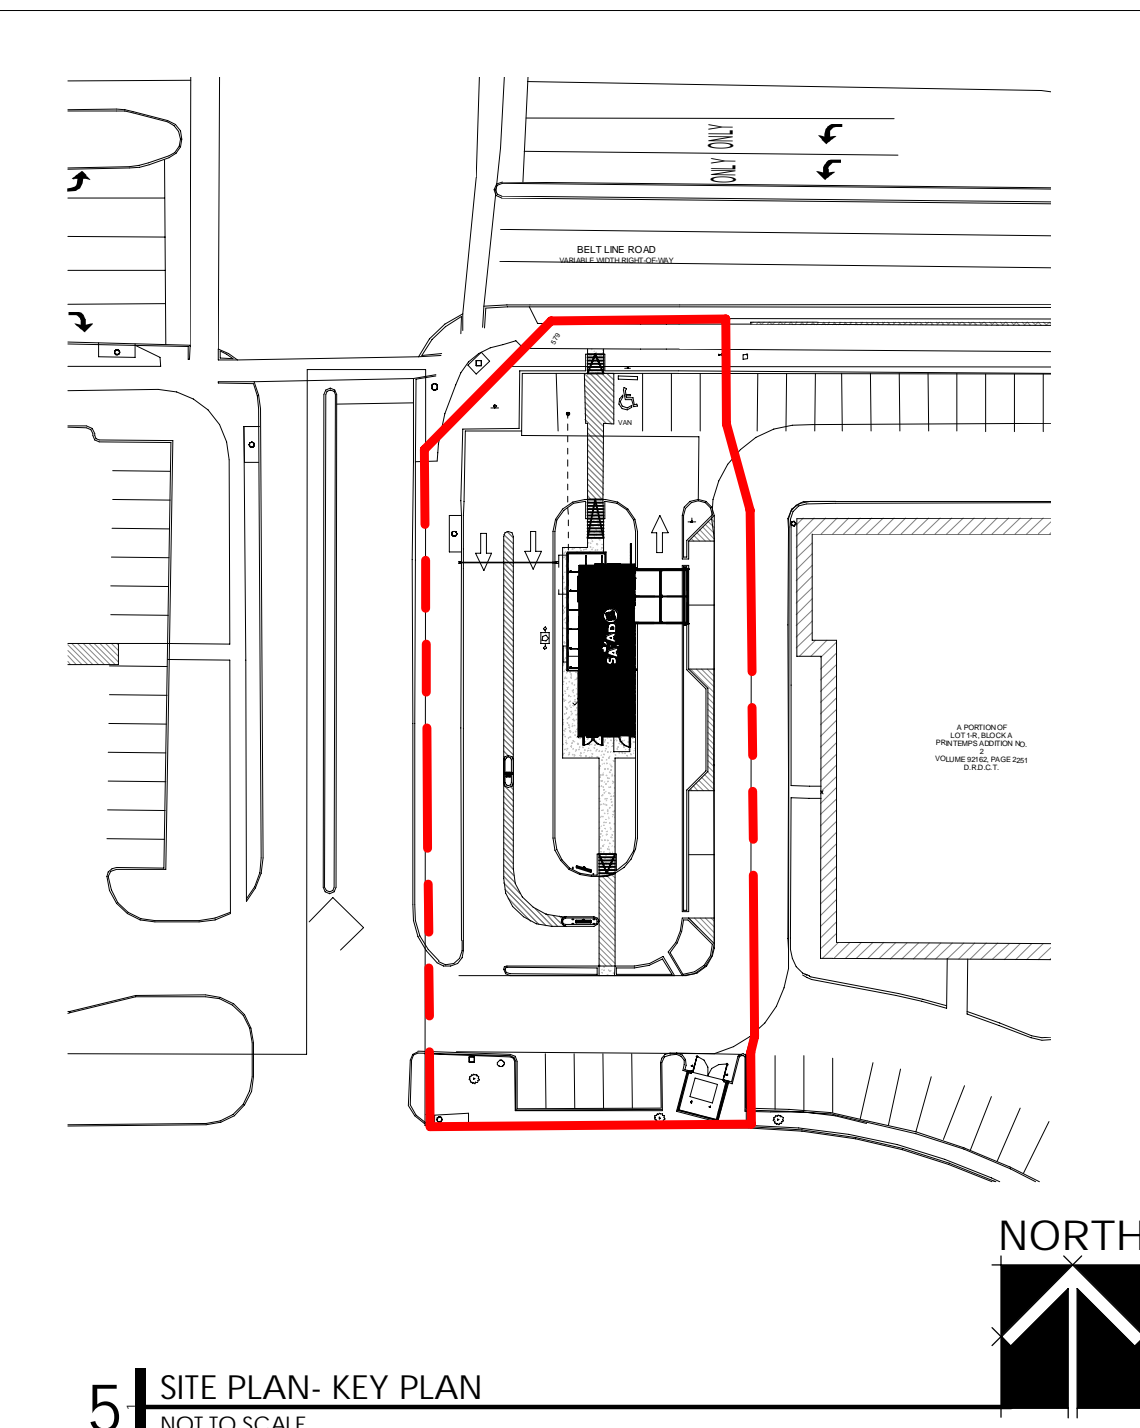 ONLY
ONLY
BELT LINE ROAD
VARIABLE WIDTH RIGHT-OF-WAY
579
VAN
A PORTION OF
LOT 1-R, BLOCK A
PRINTEMPS ADDITION NO.
2
VOLUME 92162, PAGE 2251
D.R.D.C.T.
NORTH
5
SITE PLAN- KEY PLAN
NOT TO SCALE